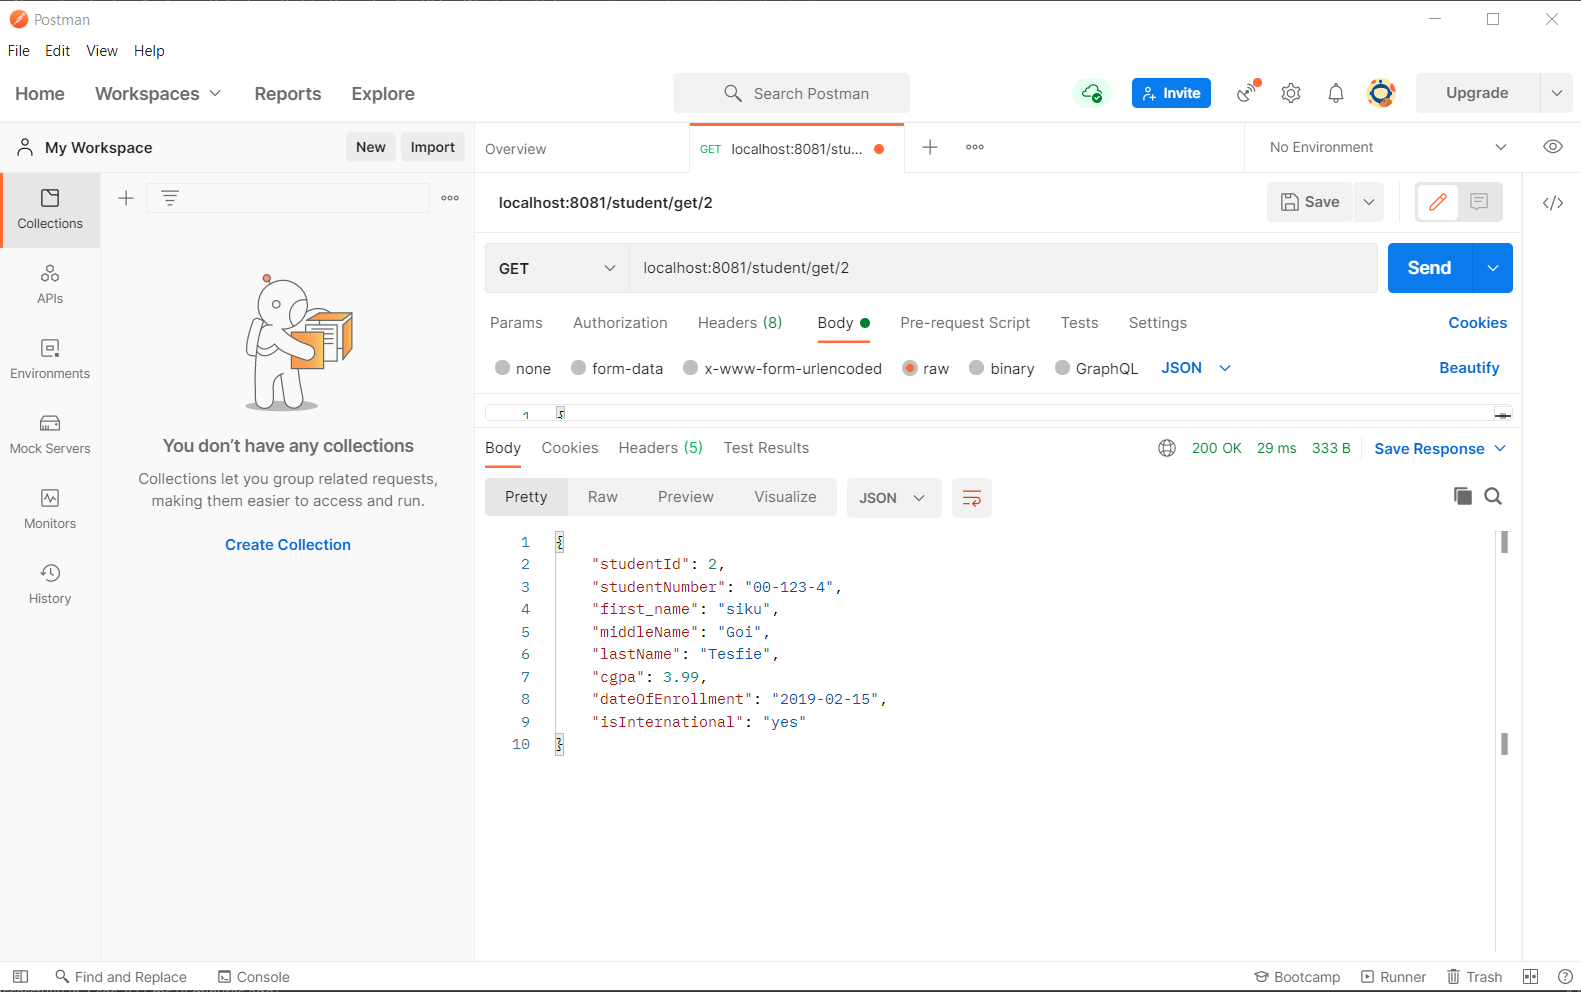 Postman
File Edit View Help
Home Workspaces Reports Explore Search Postman Invite Upgrade
My Workspace New Import Overview GET localhost:8081/stu... No Environment
localhost:8081/student/get/2 Save
Collections
APIs
Environments
Mock Servers
Monitors
History
You don’t have any collections
Collections let you group related requests,
making them easier to access and run.
Create Collection
GET localhost:8081/student/get/2 Send
Params Authorization Headers (8) Body Pre-request Script Tests Settings Cookies
none form-data x-www-form-urlencoded raw binary GraphQL JSON Beautify
1 {
Body Cookies Headers (5) Test Results 200 OK 29 ms 333 B Save Response
Pretty Raw Preview Visualize JSON
1 {
2 "studentId": 2,
3 "studentNumber": "00-123-4",
4 "first_name": "siku",
5 "middleName": "Goi",
6 "lastName": "Tesfie",
7 "cgpa": 3.99,
8 "dateOfEnrollment": "2019-02-15",
9 "isInternational": "yes"
10 }
Find and Replace Console Bootcamp Runner Trash